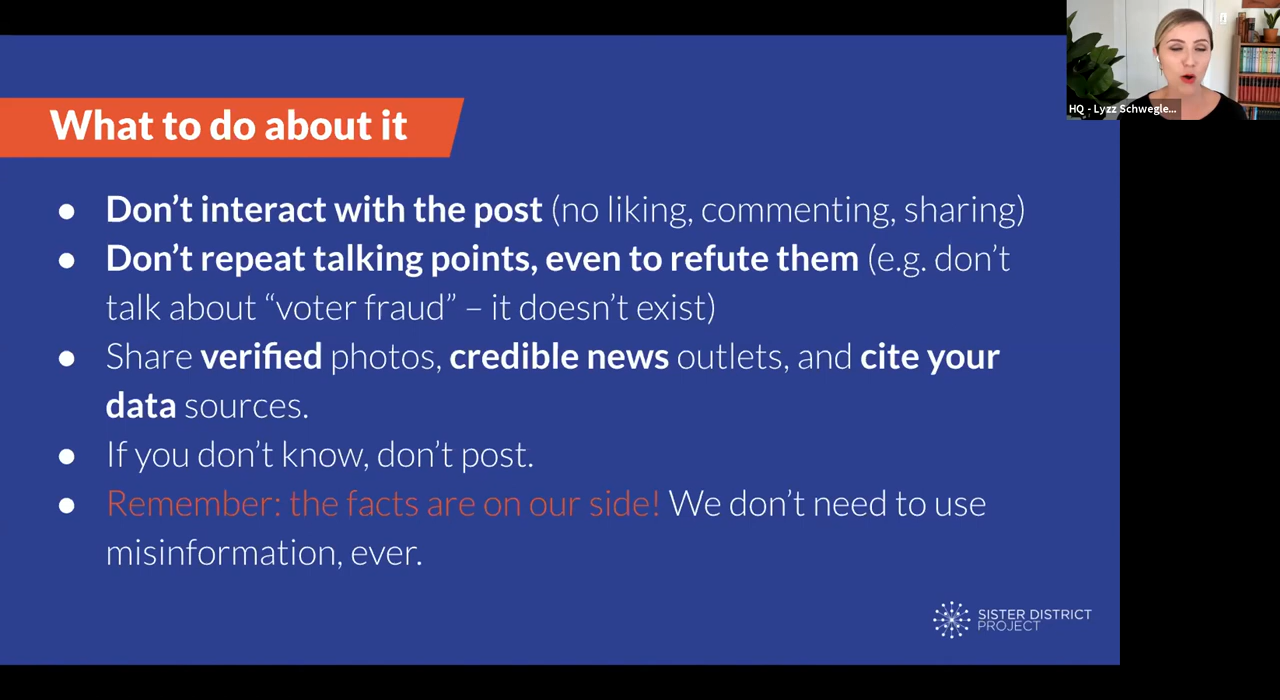 What to do about it
● Don’t interact with the post (no liking, commenting, sharing)
● Don’t repeat talking points, even to refute them (e.g. don’t
talk about “voter fraud” – it doesn’t exist)
● Share verified photos, credible news outlets, and cite your
data sources.
● If you don’t know, don’t post.
● Remember: the facts are on our side! We don’t need to use
misinformation, ever.
SISTER DISTRICT
PROJECT
HQ - Lyzz Schwegle...